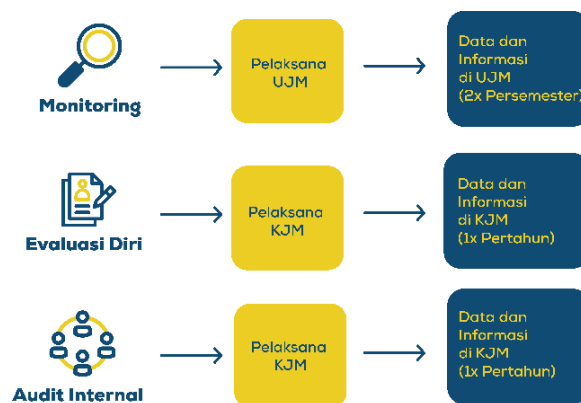 Monitoring
Pelaksana
UJM
Data dan
Informasi
di UJM
(2x Persemester)
Evaluasi Diri
Pelaksana
KJM
Data dan
Informasi
di KJM
(1x Pertahun)
Audit Internal
Pelaksana
KJM
Data dan
Informasi
di KJM
(1x Pertahun)